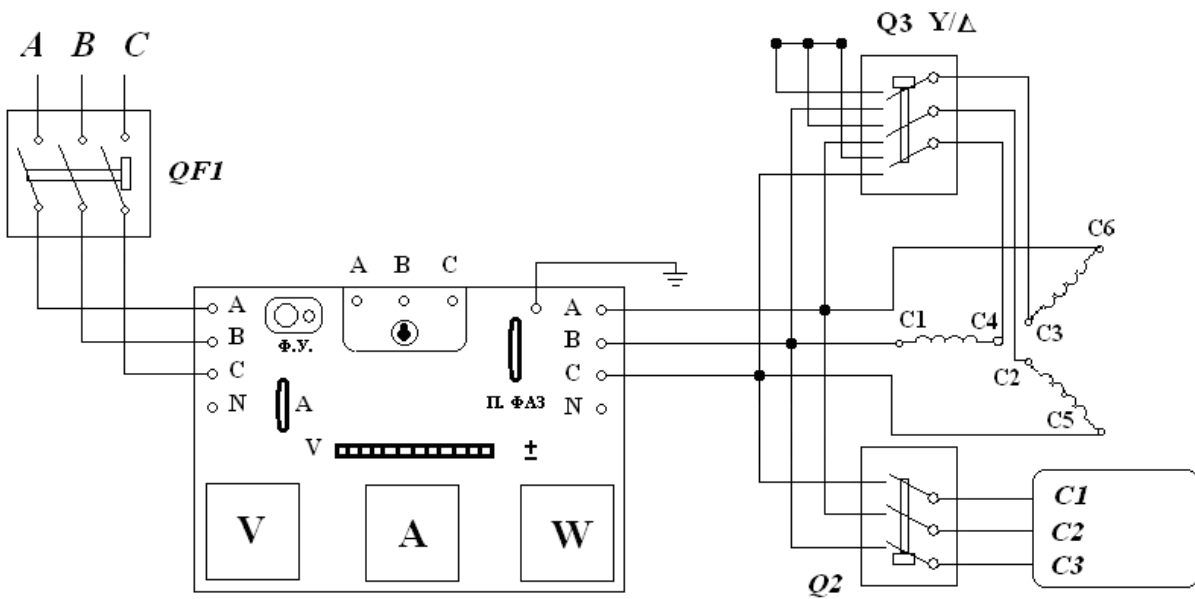 A B C
Q3 Y/Δ
QF1
A B C
A
B
C
N
Ф.У.
A
П. ФАЗ
V
±
A
B
C
N
V
A
W
C6
C1
C4
C3
C2
C5
C1
C2
C3
Q2